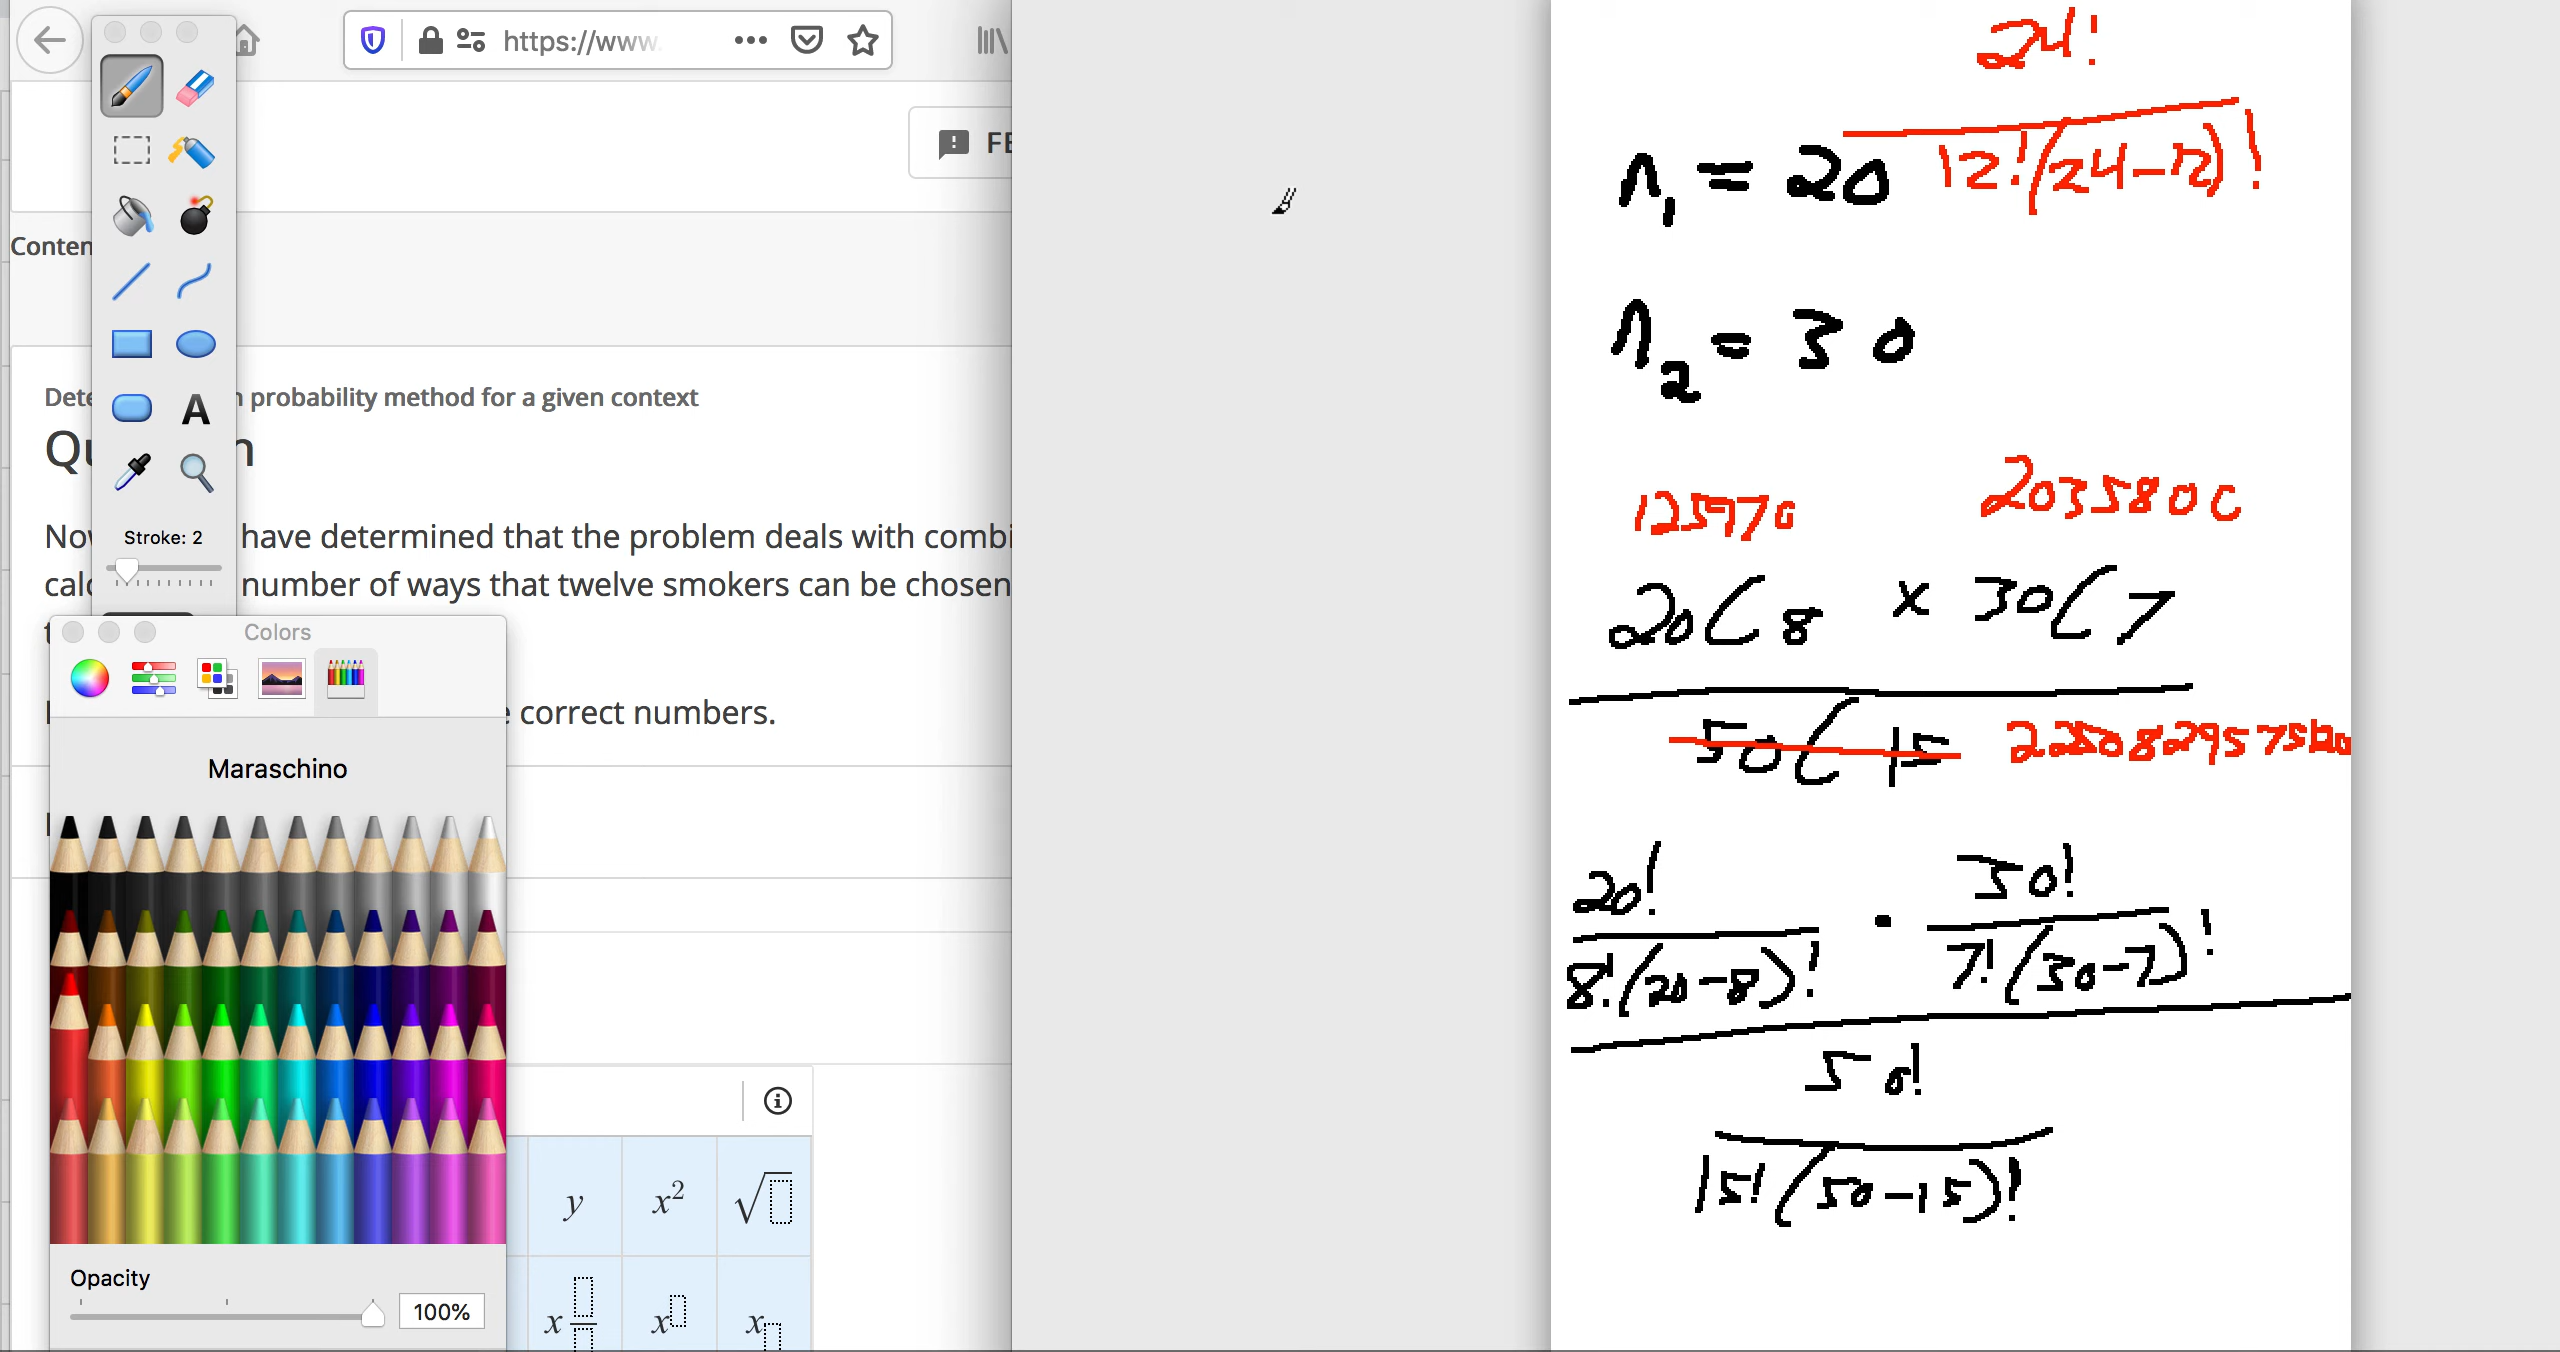 https://www.
FE
Conten
Dete
n probability method for a given context
Qu
n
Now
have determined that the problem deals with combi
calc
number of ways that twelve smokers can be chosen
t
e correct numbers.
Stroke: 2
Colors
Maraschino
Opacity
100%
y x² √
x x x
A
24!
12!(24-12)!
n₁ = 20
n₂ = 30
125970 2035800
20C8 x 30C7
50C15
20! · 30!
8!(20-8)! 7!(30-7)!
50!
15!(50-15)!